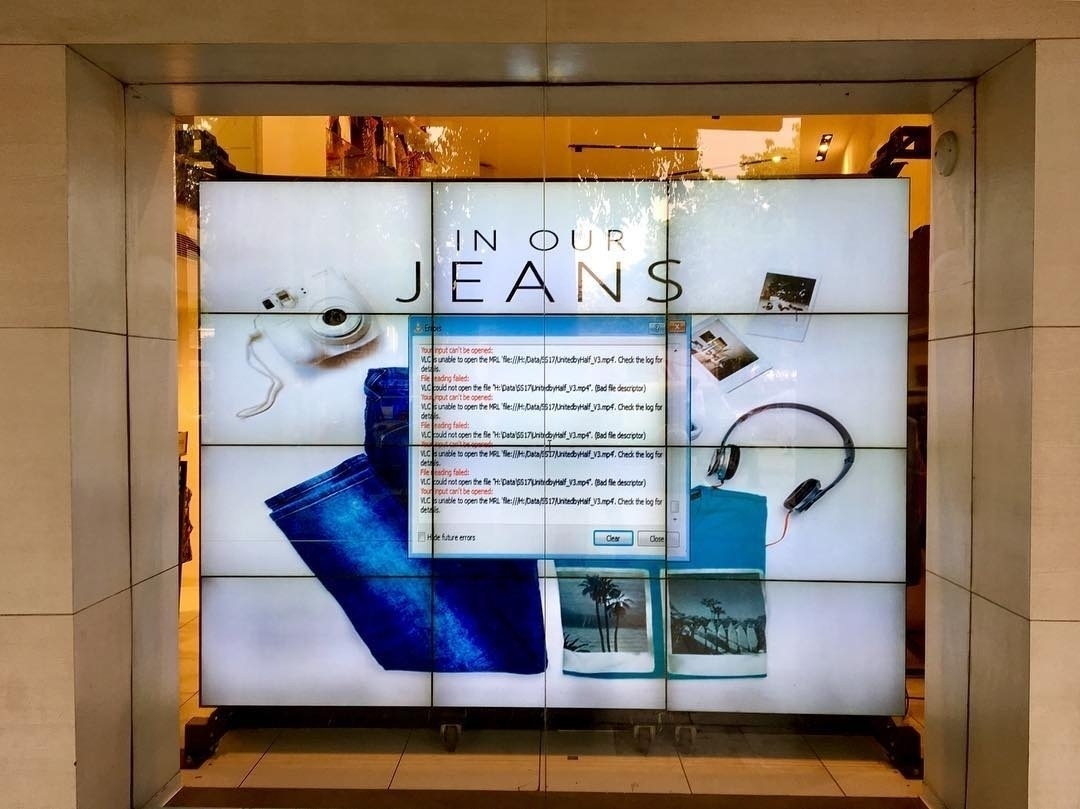 IN OUR
JEANS
Errors
Your input can't be opened:
VLC is unable to open the MRL 'file:///H:/Data/SS17/UnitedbyHalf_V3.mp4'. Check the log for
details.
File reading failed:
VLC could not open the file "H:\Data\SS17\UnitedbyHalf_V3.mp4". (Bad file descriptor)
Your input can't be opened:
VLC is unable to open the MRL 'file:///H:/Data/SS17/UnitedbyHalf_V3.mp4'. Check the log for
details.
File reading failed:
VLC could not open the file "H:\Data\SS17\UnitedbyHalf_V3.mp4". (Bad file descriptor)
Your input can't be opened:
VLC is unable to open the MRL 'file:///H:/Data/SS17/UnitedbyHalf_V3.mp4'. Check the log for
details.
File reading failed:
VLC could not open the file "H:\Data\SS17\UnitedbyHalf_V3.mp4". (Bad file descriptor)
Your input can't be opened:
VLC is unable to open the MRL 'file:///H:/Data/SS17/UnitedbyHalf_V3.mp4'. Check the log for
details.
Hide future errors
Clear
Close